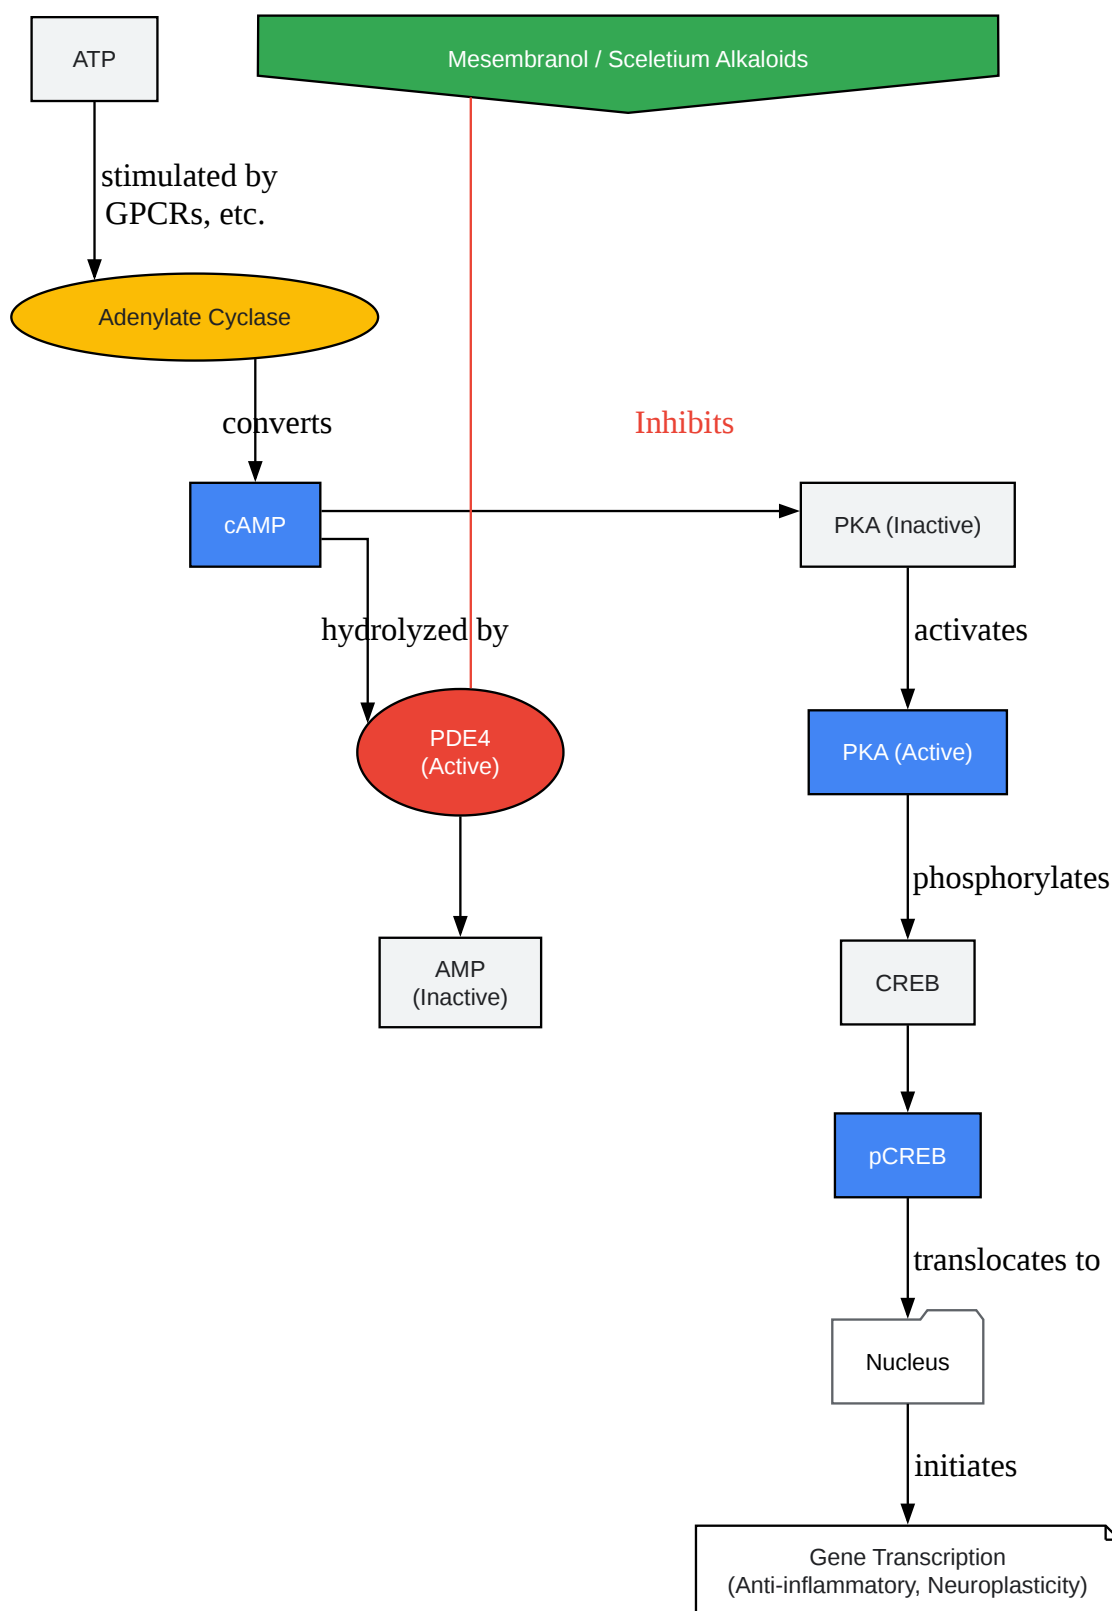 ATP
Mesembranol / Sceletium Alkaloids
stimulated by
GPCRs, etc.
Adenylate Cyclase
converts
Inhibits
cAMP
PKA (Inactive)
hydrolyzed by
activates
PDE4
(Active)
PKA (Active)
phosphorylates
AMP
(Inactive)
CREB
pCREB
translocates to
Nucleus
initiates
Gene Transcription
(Anti-inflammatory, Neuroplasticity)